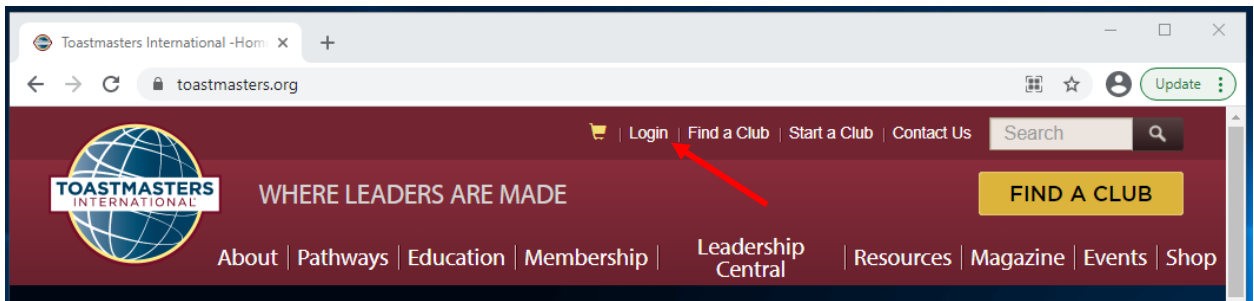 Toastmasters International -Hom
toastmasters.org
Update
Login | Find a Club | Start a Club | Contact Us
Search
TOASTMASTERS
INTERNATIONAL
WHERE LEADERS ARE MADE
FIND A CLUB
About | Pathways | Education | Membership | Leadership Central | Resources | Magazine | Events | Shop